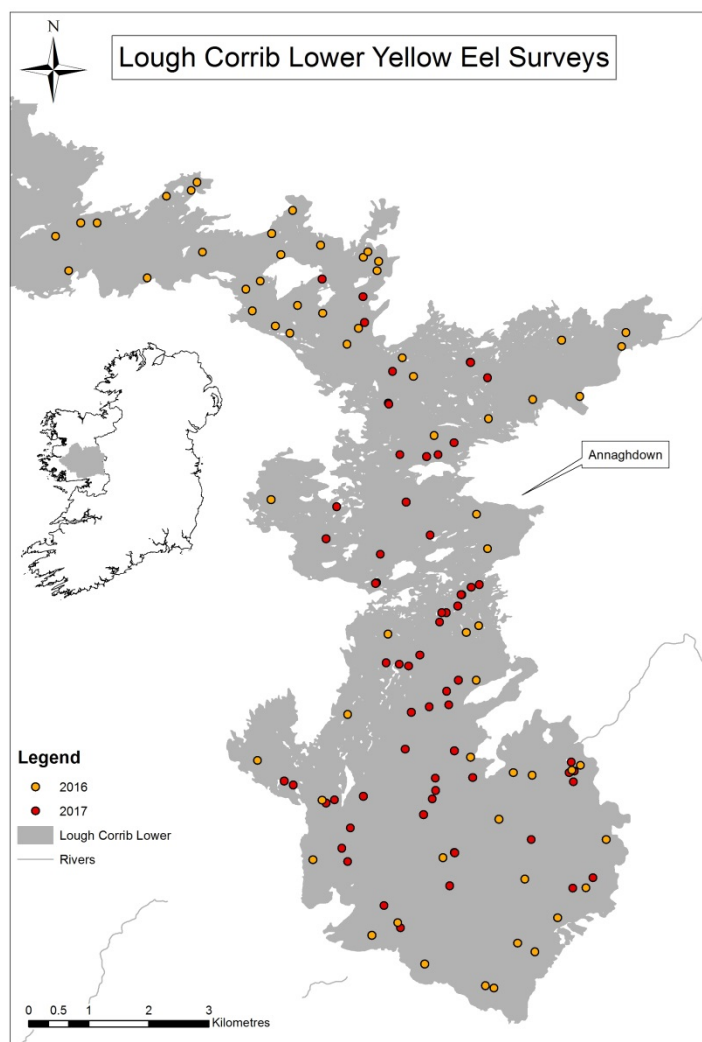 N
Lough Corrib Lower Yellow Eel Surveys
Annaghdown
Legend
2016
2017
Lough Corrib Lower
Rivers
0 0.5 1 2 3
Kilometres